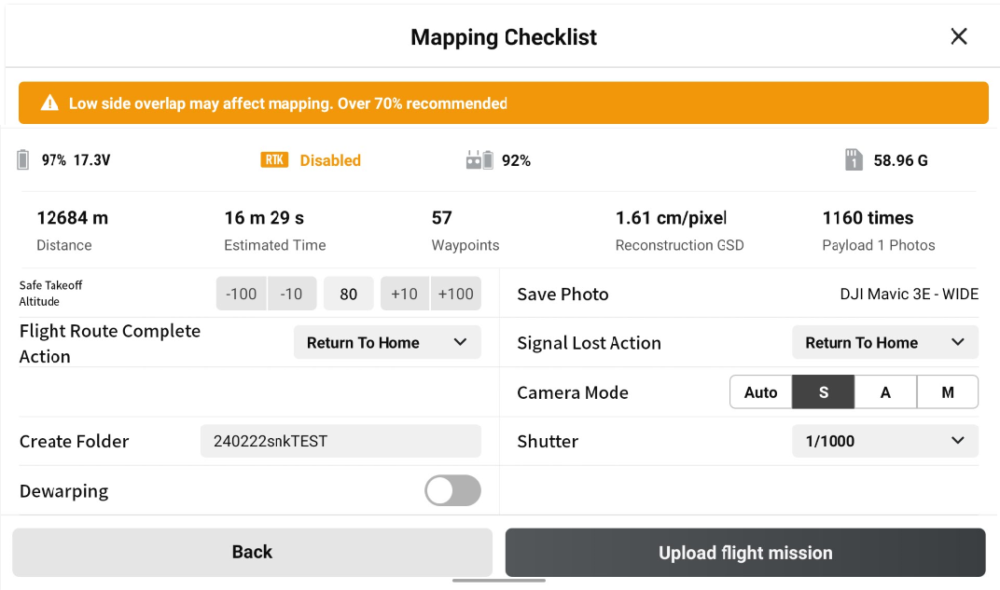 Mapping Checklist
Low side overlap may affect mapping. Over 70% recommended
97% 17.3V
RTK Disabled
92%
1 58.96 G
12684 m
Distance
16 m 29 s
Estimated Time
57
Waypoints
1.61 cm/pixel
Reconstruction GSD
1160 times
Payload 1 Photos
Safe Takeoff
Altitude
-100 -10 80 +10 +100
Save Photo
DJI Mavic 3E - WIDE
Flight Route Complete
Action
Return To Home
Signal Lost Action
Return To Home
Camera Mode
Auto S A M
Create Folder
240222snkTEST
Shutter
1/1000
Dewarping
Back
Upload flight mission